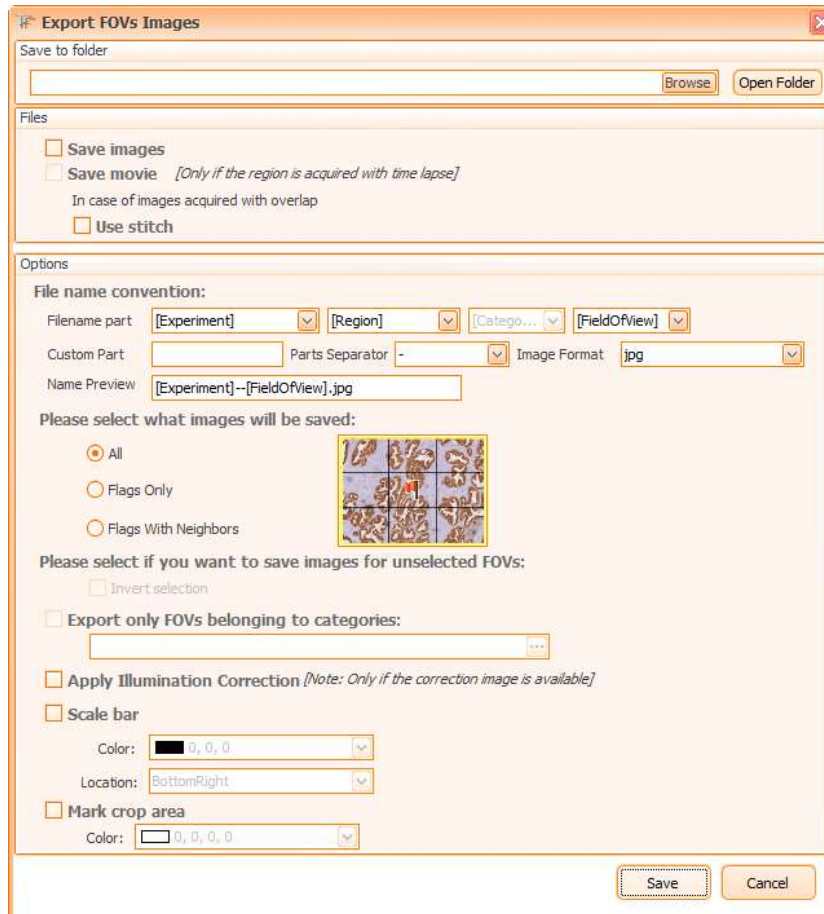 Export FOVs Images
Save to folder
Browse Open Folder
Files
Save images
Save movie [Only if the region is acquired with time lapse]
In case of images acquired with overlap
Use stitch
Options
File name convention:
Filename part [Experiment] [Region] [Catego... [FieldOfView]
Custom Part Parts Separator - Image Format jpg
Name Preview [Experiment]--[FieldOfView].jpg
Please select what images will be saved:
All
Flags Only
Flags With Neighbors
Please select if you want to save images for unselected FOVs:
Invert selection
Export only FOVs belonging to categories:
...
Apply Illumination Correction [Note: Only if the correction image is available]
Scale bar
Color: 0, 0, 0
Location: BottomRight
Mark crop area
Color: 0, 0, 0, 0
Save Cancel